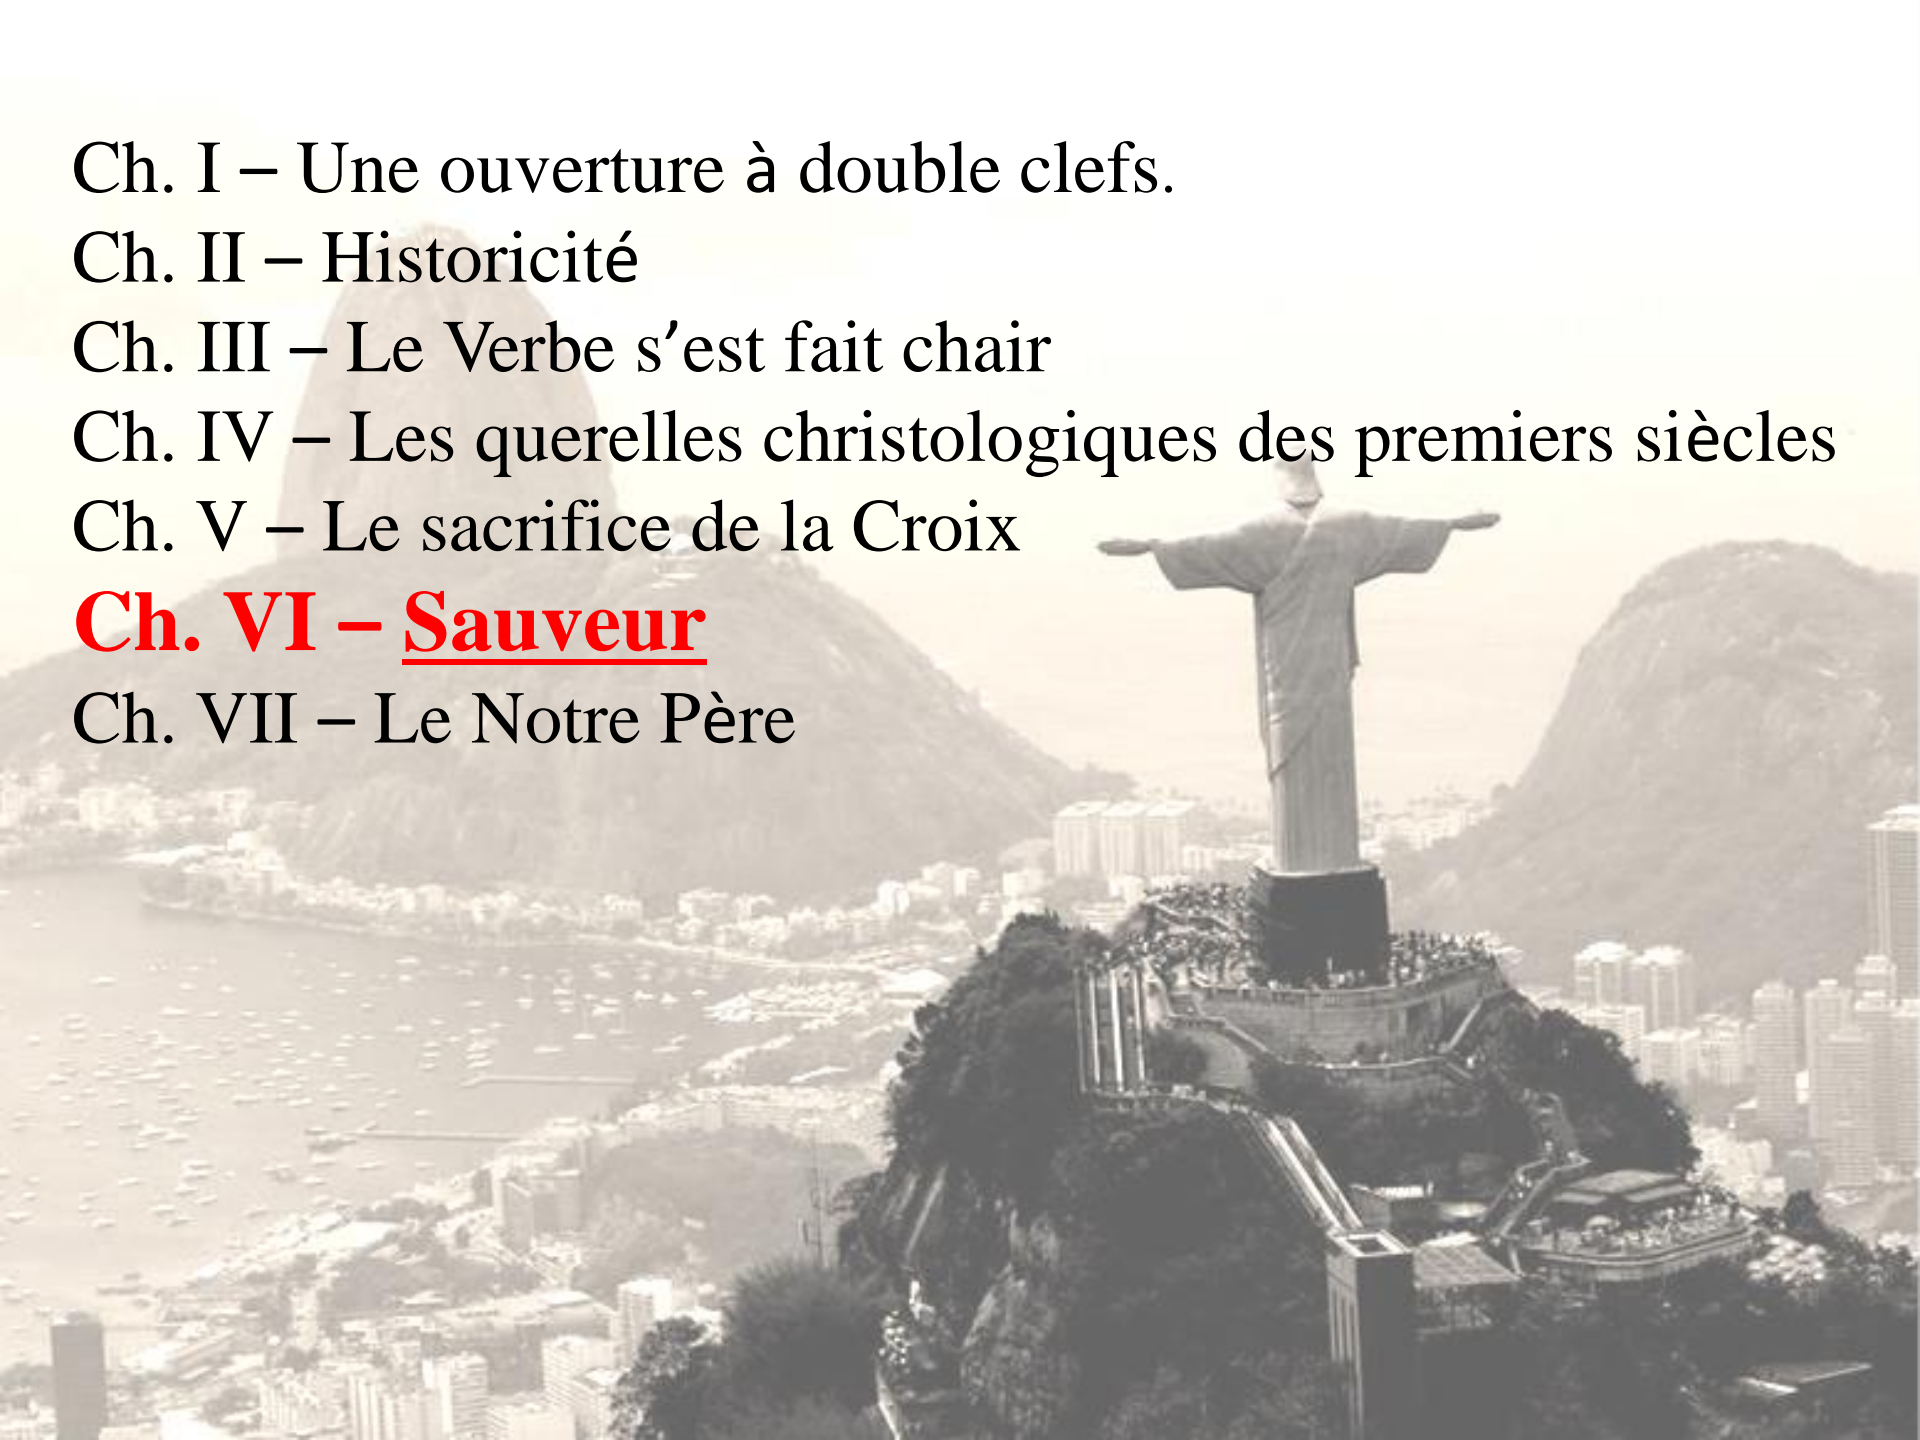 Ch. I – Une ouverture à double clefs.
Ch. II – Historicité
Ch. III – Le Verbe s’est fait chair
Ch. IV – Les querelles christologiques des premiers siècles
Ch. V – Le sacrifice de la Croix
Ch. VI – Sauveur
Ch. VII – Le Notre Père